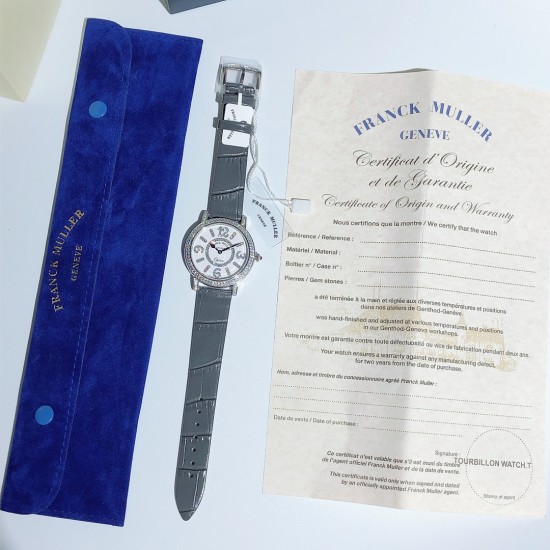 FRANCK MULLER
GENEVE
FRANCK MULLER
GENEVE
FRANCK MULLER
GENEVE
Certificat d'Origine
et de Garantie
Certificate of Origin and Warranty
Nous certifions que la montre / We certify that the watch
Référence / Reference :
Matériel / Material :
Boîtier n° / Case n° :
Pierres / Gem stones :
a été terminée à la main et réglée aux diverses températures et positions
dans nos ateliers de Genthod-Genève.
was hand-finished and adjusted at various temperatures and positions
in our Genthod-Geneva workshops.
Votre montre est garantie contre toute défectuosité ou vice de fabrication pendant deux ans.
Your watch ensures a warranty against any manufacturing defect,
for two years from the date of purchase.
Nom, adresse et timbre du concessionnaire agréé Franck Muller :
Date de vente / Date of purchase :
Signature :
Ce certificat n'est valable que s'il est muni du timbre
de l'agent officiel Franck Muller et de la date de vente.
This certificate is valid only when signed and dated
by an officially appointed Franck Muller agent.
TOURBILLON WATCH.T